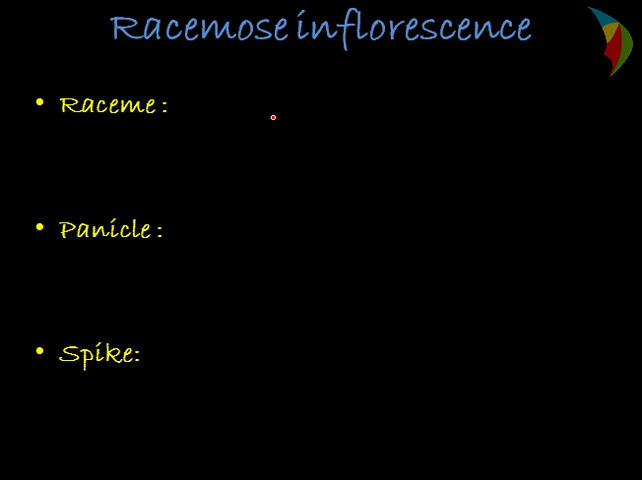 Racemose inflorescence
• Raceme :
• Panicle :
• Spike: